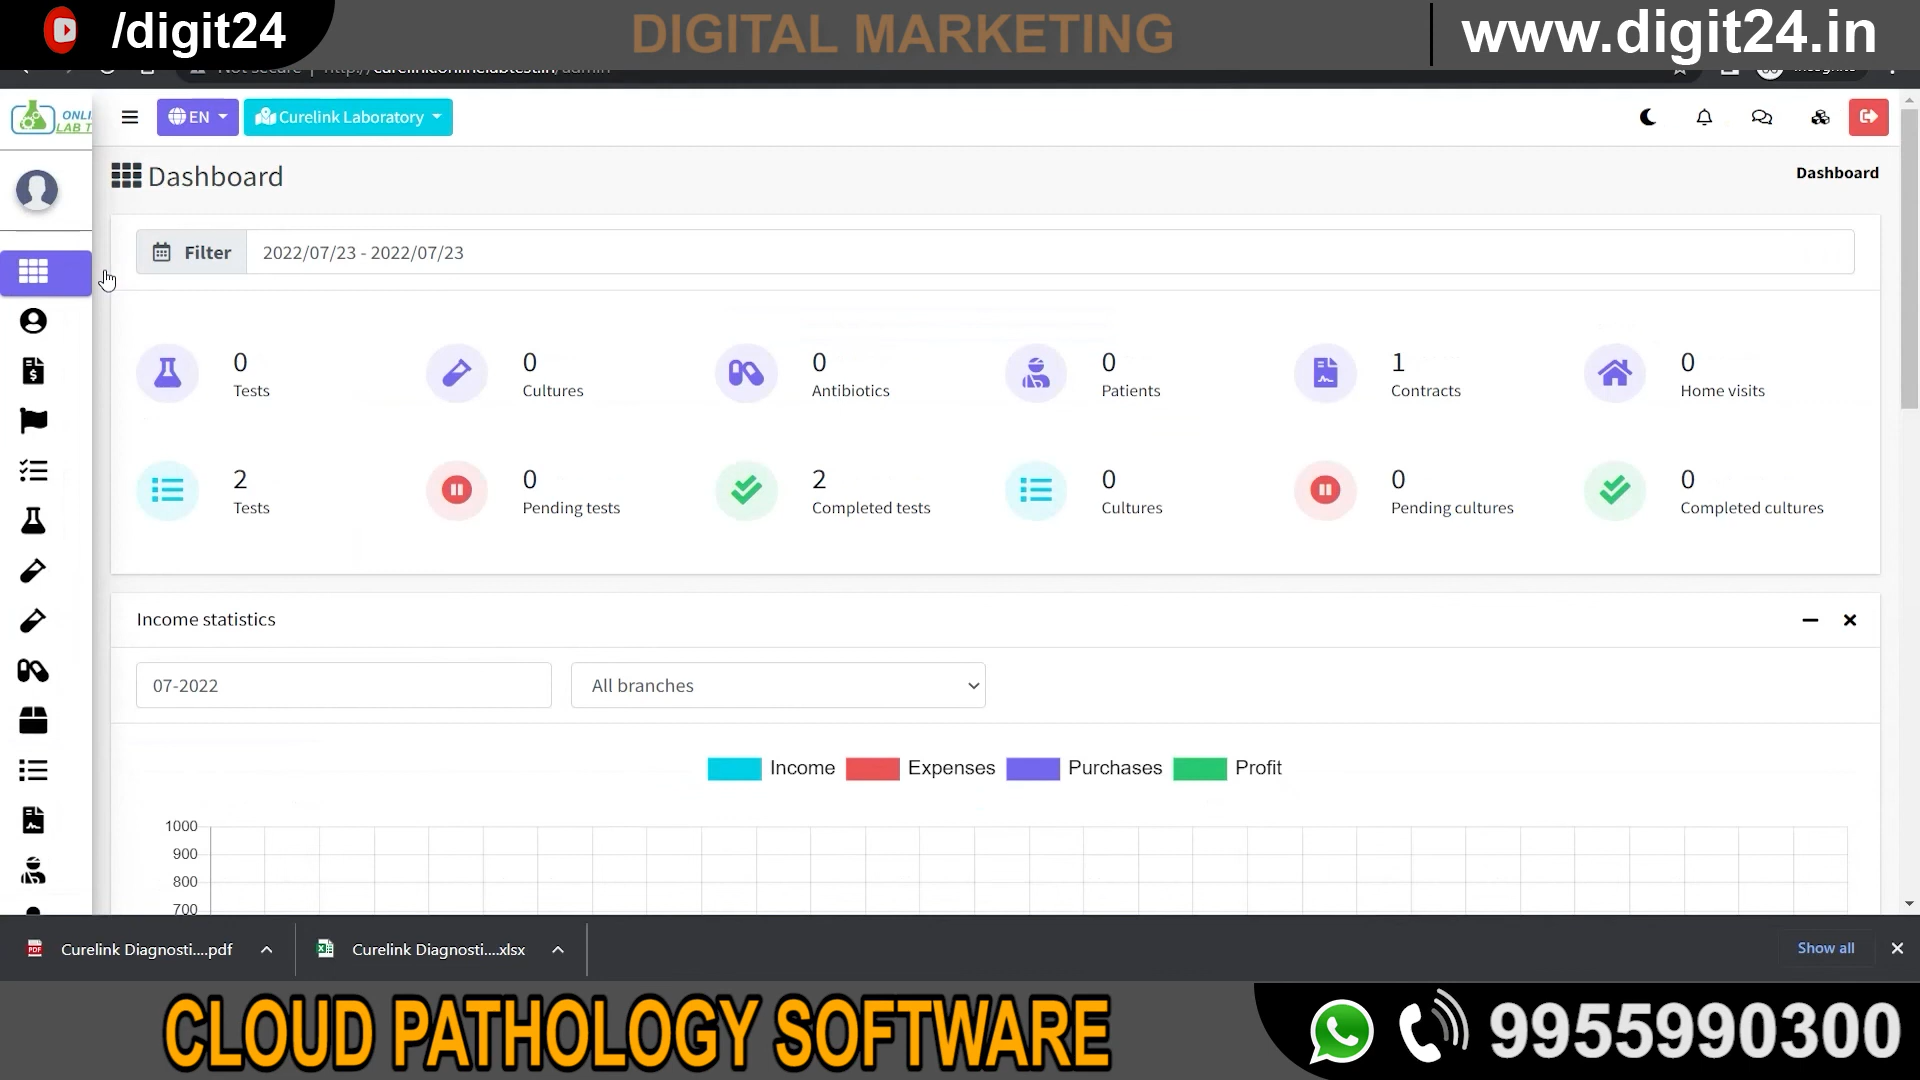 /digit24
DIGITAL MARKETING
www.digit24.in
ONLI
LAB T
EN
Curelink Laboratory
Dashboard
Dashboard
Filter
2022/07/23 - 2022/07/23
0
Tests
0
Cultures
0
Antibiotics
0
Patients
1
Contracts
0
Home visits
2
Tests
0
Pending tests
2
Completed tests
0
Cultures
0
Pending cultures
0
Completed cultures
Income statistics
07-2022
All branches
Income
Expenses
Purchases
Profit
1000
900
800
700
PDF
Curelink Diagnosti....pdf
Curelink Diagnosti....xlsx
Show all
CLOUD PATHOLOGY SOFTWARE
9955990300